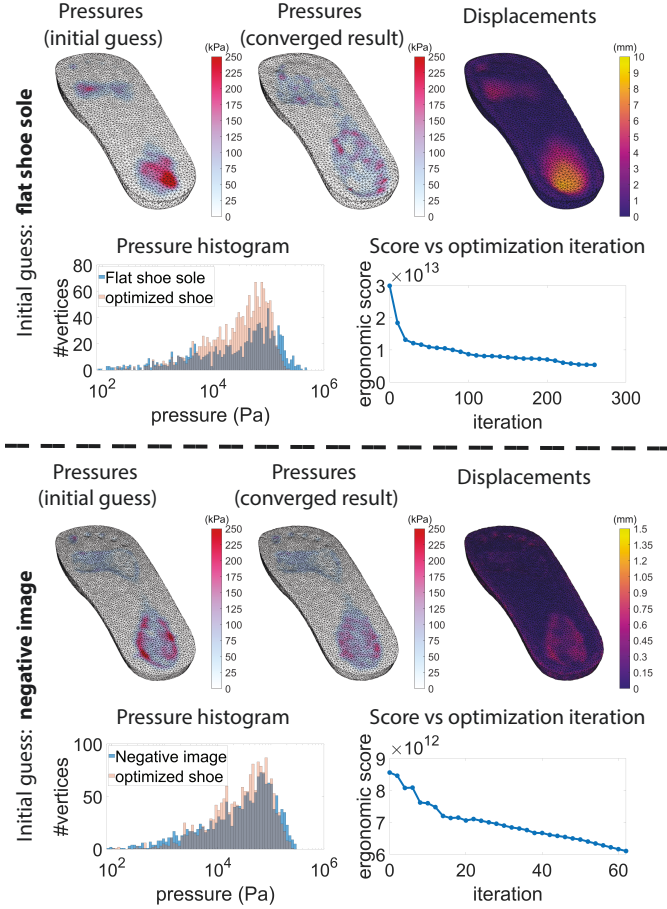 Pressures
(initial guess)
Pressures
(converged result)
Displacements
(kPa)
250
225
200
175
150
125
100
75
50
25
0
(kPa)
250
225
200
175
150
125
100
75
50
25
0
(mm)
10
9
8
7
6
5
4
3
2
1
0
Initial guess: flat shoe sole
Pressure histogram
Flat shoe sole
optimized shoe
#vertices
80
60
40
20
0
10^2
10^4
10^6
pressure (Pa)
Score vs optimization iteration
×10^13
ergonomic score
3
2
1
0
0
100
200
300
iteration
Pressures
(initial guess)
Pressures
(converged result)
Displacements
(kPa)
250
225
200
175
150
125
100
75
50
25
0
(kPa)
250
225
200
175
150
125
100
75
50
25
0
(mm)
1.5
1.35
1.2
1.05
0.9
0.75
0.6
0.45
0.3
0.15
0
Initial guess: negative image
Pressure histogram
Negative image
optimized shoe
#vertices
100
50
0
10^2
10^4
10^6
pressure (Pa)
Score vs optimization iteration
×10^12
ergonomic score
9
8
7
6
0
20
40
60
iteration